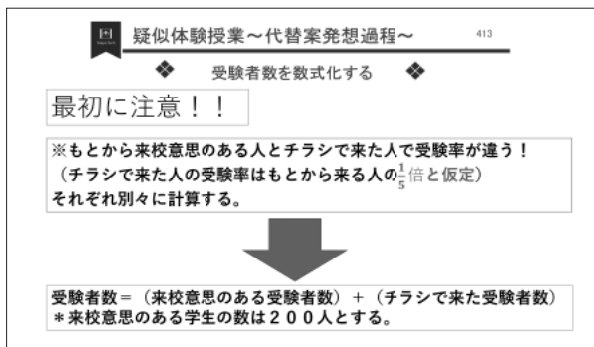 疑似体験授業～代替案発想過程～
413
❖ 受験者数を数式化する ❖
最初に注意！！
※もとから来校意思のある人とチラシで来た人で受験率が違う！
（チラシで来た人の受験率はもとから来る人の1/5倍と仮定）
それぞれ別々に計算する。
受験者数＝（来校意思のある受験者数）＋（チラシで来た受験者数）
＊来校意思のある学生の数は２００人とする。